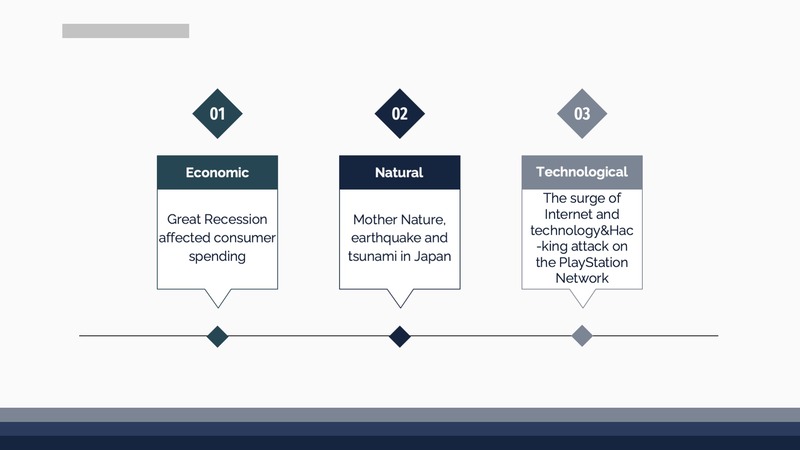 01
02
03
Economic
Great Recession
affected consumer
spending
Natural
Mother Nature,
earthquake and
tsunami in Japan
Technological
The surge of
Internet and
technology&Hac
-king attack on
the PlayStation
Network